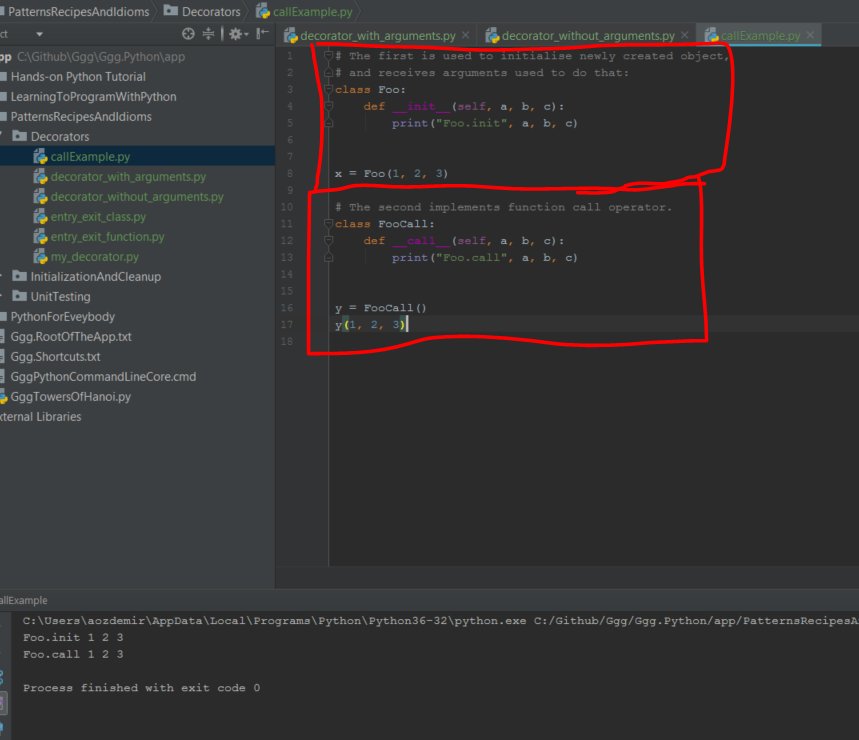 PatternsRecipesAndIdioms Decorators callExample.py
ct
decorator_with_arguments.py × decorator_without_arguments.py × callExample.py ×
pp C:\Github\Ggg\Ggg.Python\app
Hands-on Python Tutorial
LearningToProgramWithPython
PatternsRecipesAndIdioms
Decorators
callExample.py
decorator_with_arguments.py
decorator_without_arguments.py
entry_exit_class.py
entry_exit_function.py
my_decorator.py
InitializationAndCleanup
UnitTesting
PythonForEveybody
Ggg.RootOfTheApp.txt
Ggg.Shortcuts.txt
GggPythonCommandLineCore.cmd
GggTowersOfHanoi.py
xternal Libraries
1 # The first is used to initialise newly created object,
2 # and receives arguments used to do that:
3 class Foo:
4 def __init__(self, a, b, c):
5 print("Foo.init", a, b, c)
6
7
8 x = Foo(1, 2, 3)
9
10 # The second implements function call operator.
11 class FooCall:
12 def __call__(self, a, b, c):
13 print("Foo.call", a, b, c)
14
15
16 y = FooCall()
17 y(1, 2, 3)
18
allExample
C:\Users\aozdemir\AppData\Local\Programs\Python\Python36-32\python.exe C:/Github/Ggg/Ggg.Python/app/PatternsRecipesA
Foo.init 1 2 3
Foo.call 1 2 3
Process finished with exit code 0